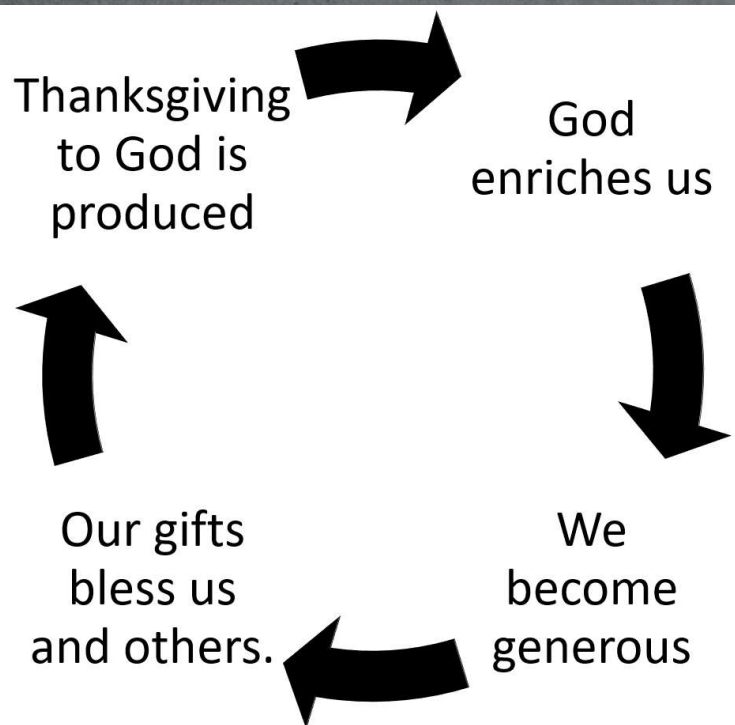 Thanksgiving
to God is
produced
God
enriches us
We
become
generous
Our gifts
bless us
and others.